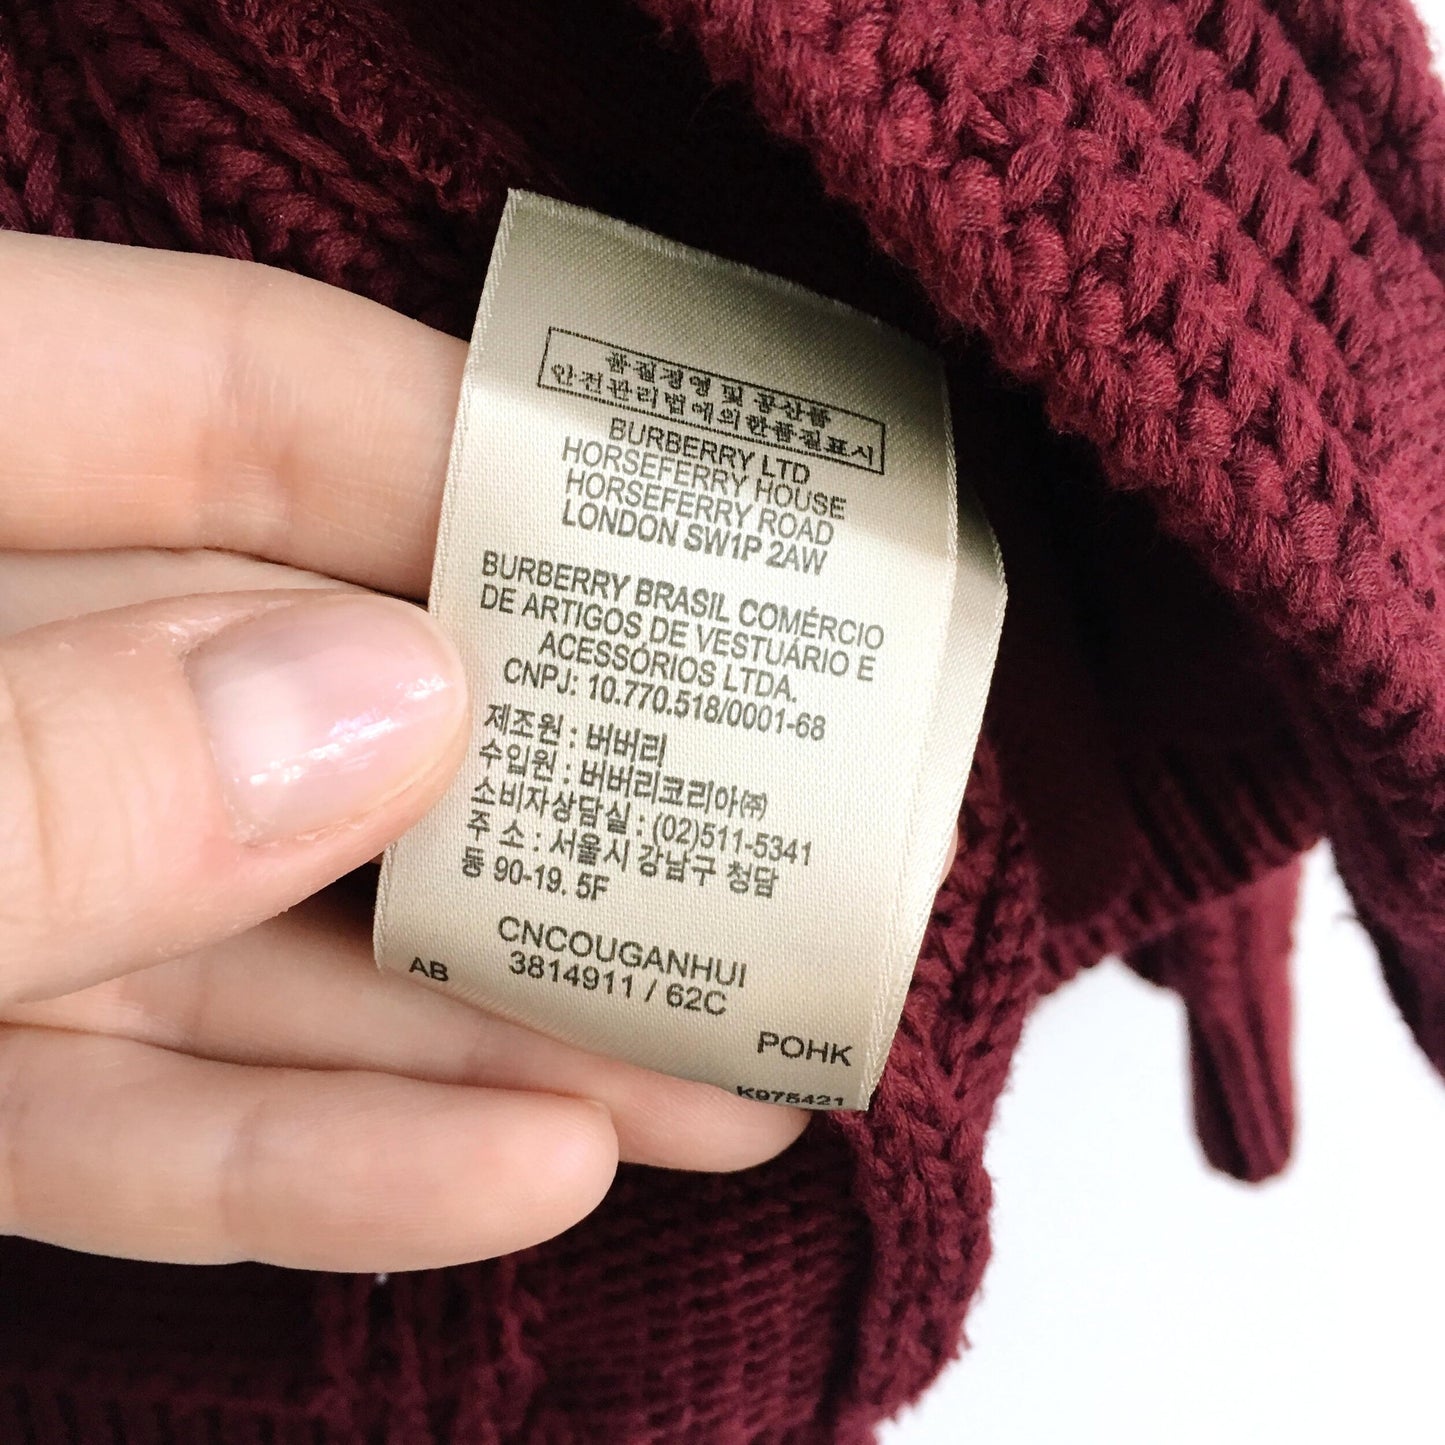 품질경영 및 공산품
안전관리법에의한품질표시
BURBERRY LTD
HORSEFERRY HOUSE
HORSEFERRY ROAD
LONDON SW1P 2AW
BURBERRY BRASIL COMÉRCIO
DE ARTIGOS DE VESTUÁRIO E
ACESSÓRIOS LTDA.
CNPJ: 10.770.518/0001-68
제조원 : 버버리
수입원 : 버버리코리아㈜
소비자상담실 : (02)511-5341
주 소 : 서울시 강남구 청담
동 90-19. 5F
CNCOUGANHUI
3814911 / 62C
AB
POHK
K975421